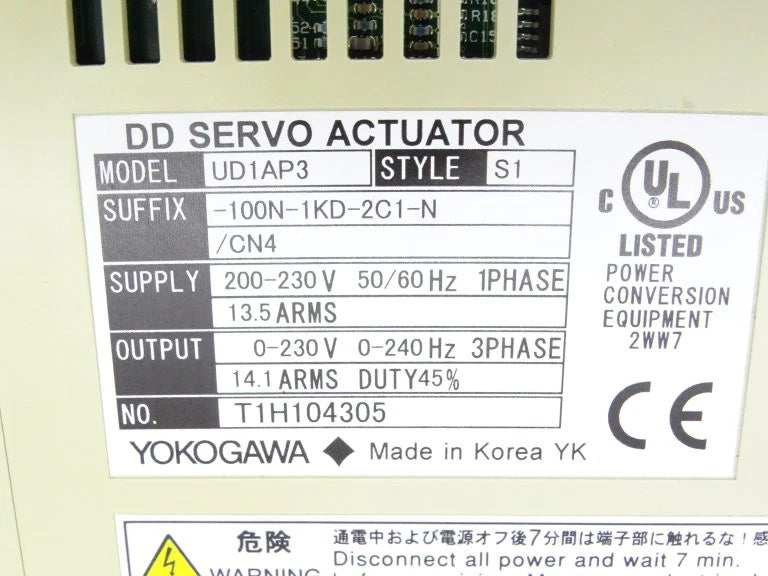 DD SERVO ACTUATOR
MODEL UD1AP3 STYLE S1
SUFFIX -100N-1KD-2C1-N
/CN4
SUPPLY 200-230 V 50/60 Hz 1PHASE
13.5 ARMS
OUTPUT 0-230 V 0-240 Hz 3PHASE
14.1 ARMS DUTY45%
NO. T1H104305
YOKOGAWA ◆ Made in Korea YK
C UL ® US
LISTED
POWER
CONVERSION
EQUIPMENT
2WW7
CE
危険 通電中および電源オフ後7分間は端子部に触れるな!感
WARNING Disconnect all power and wait 7 min.